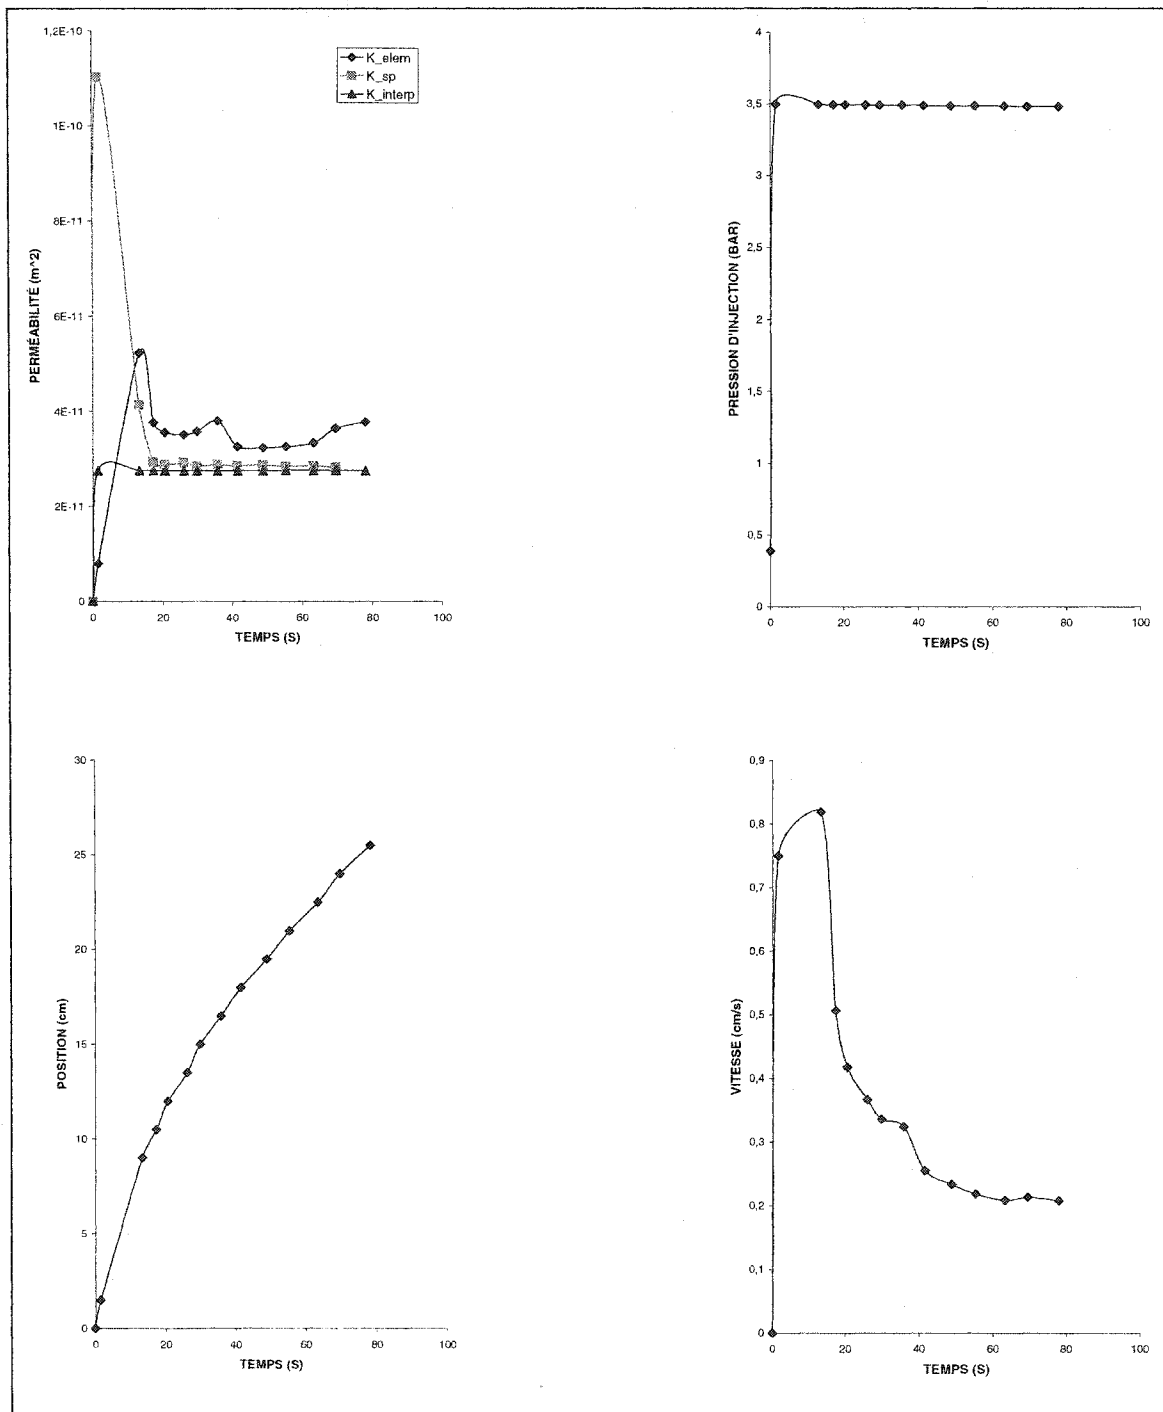 1,2E-10
1E-10
8E-11
6E-11
4E-11
2E-11
0
PERMÉABILITÉ (m^2)
K_elem
K_sp
K_interp
0 20 40 60 80 100
TEMPS (S)
4
3,5
3
2,5
2
1,5
1
0,5
0
PRESSION D'INJECTION (BAR)
0 20 40 60 80 100
TEMPS (S)
30
25
20
15
10
5
0
POSITION (cm)
0 20 40 60 80 100
TEMPS (S)
0,9
0,8
0,7
0,6
0,5
0,4
0,3
0,2
0,1
0
VITESSE (cm/s)
0 20 40 60 80 100
TEMPS (S)